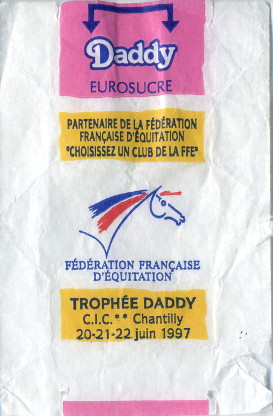 Daddy
EUROSUCRE
PARTENAIRE DE LA FÉDÉRATION
FRANÇAISE D'ÉQUITATION
"CHOISISSEZ UN CLUB DE LA FFE"
FÉDÉRATION FRANÇAISE
D'ÉQUITATION
TROPHÉE DADDY
C.I.C.** Chantilly
20-21-22 juin 1997